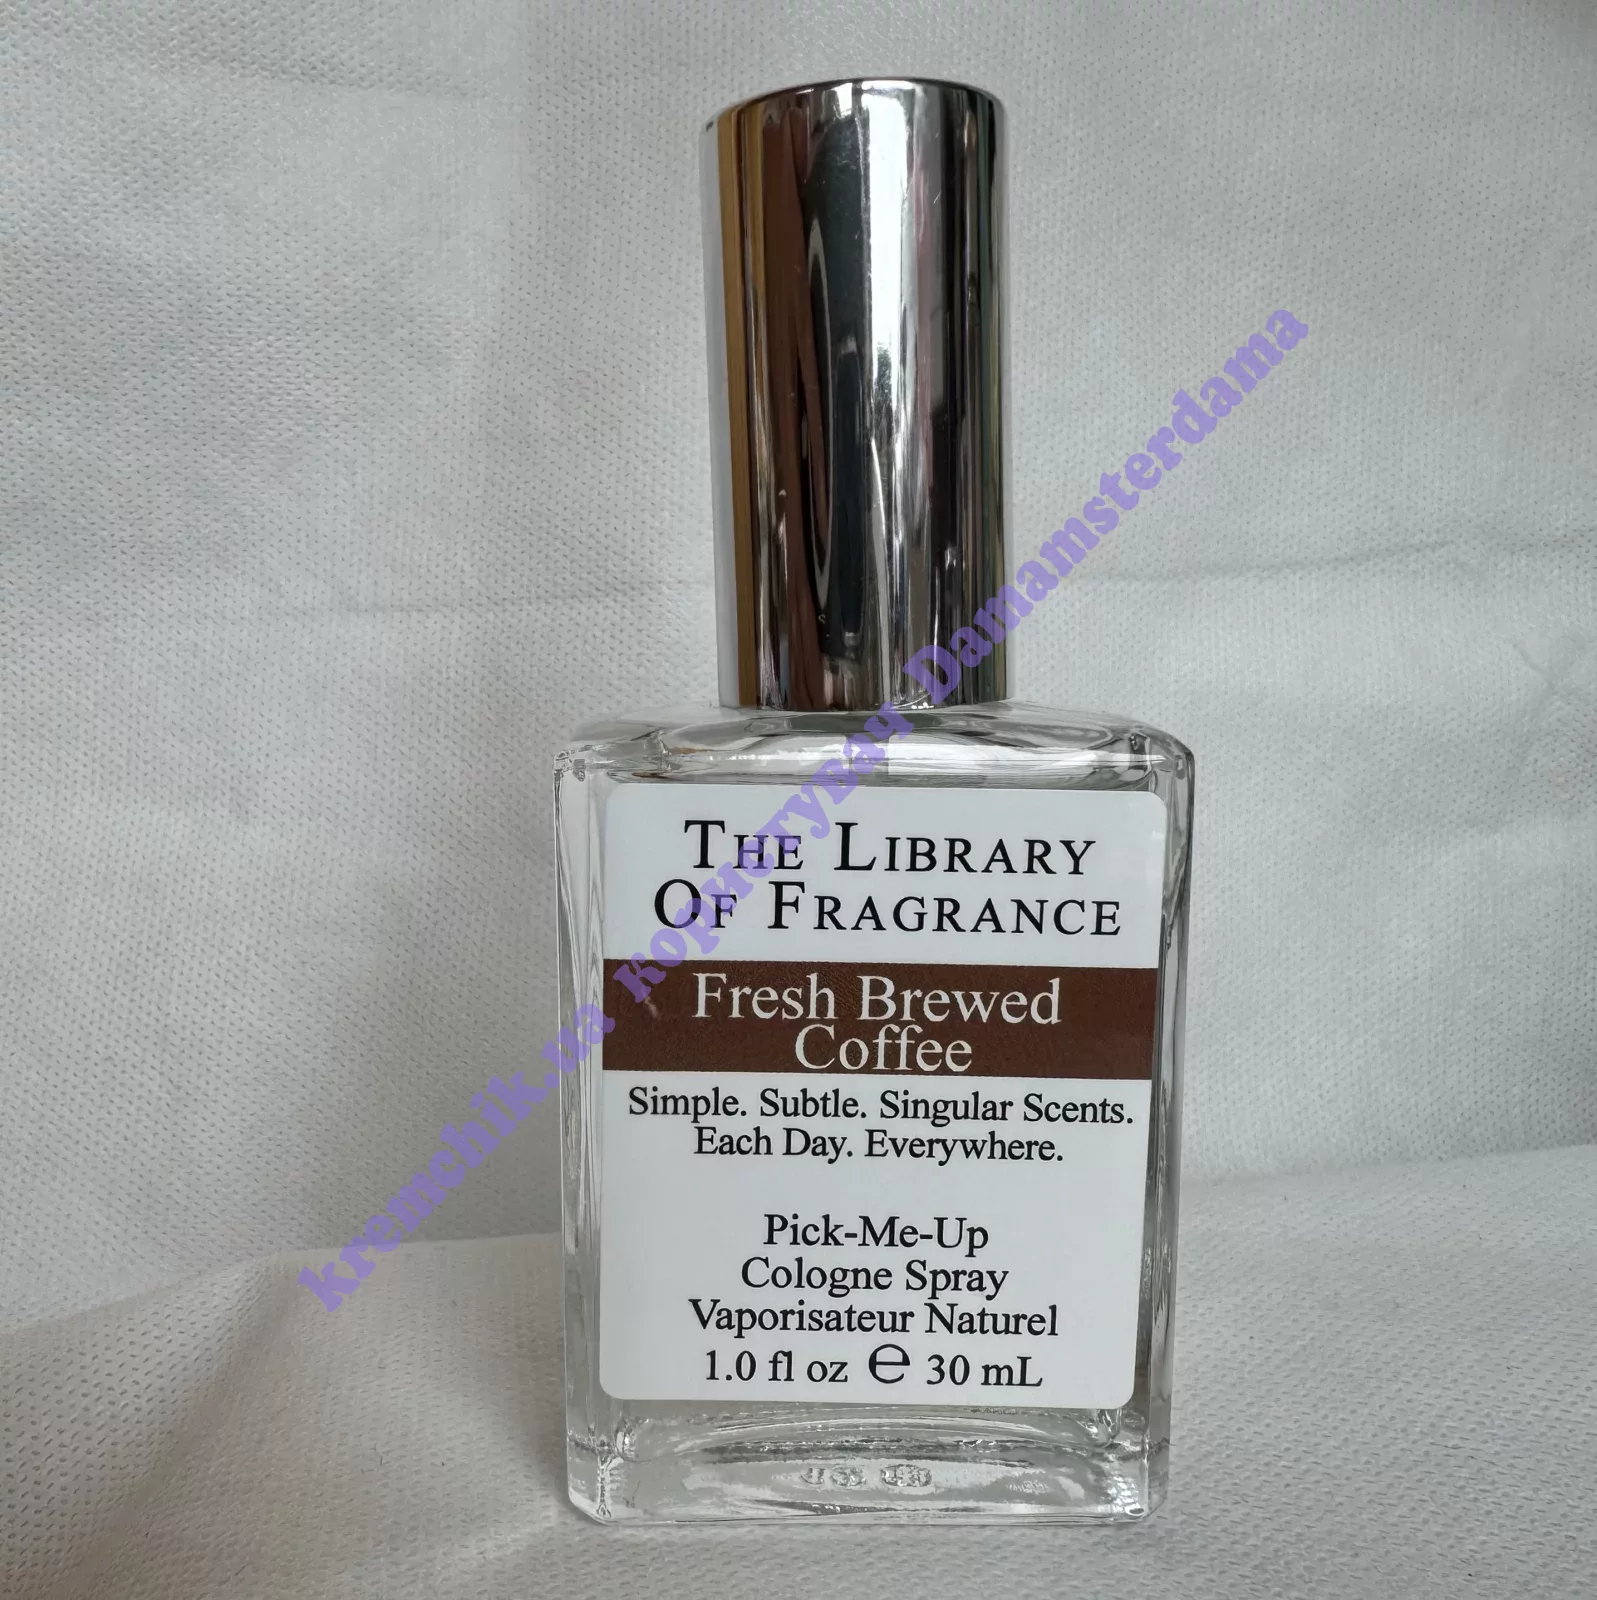 THE LIBRARY
OF FRAGRANCE
Fresh Brewed
Coffee
Simple. Subtle. Singular Scents.
Each Day. Everywhere.
Pick-Me-Up
Cologne Spray
Vaporisateur Naturel
1.0 fl oz ℮ 30 mL
kremchik.ua користувач Damamsterdama